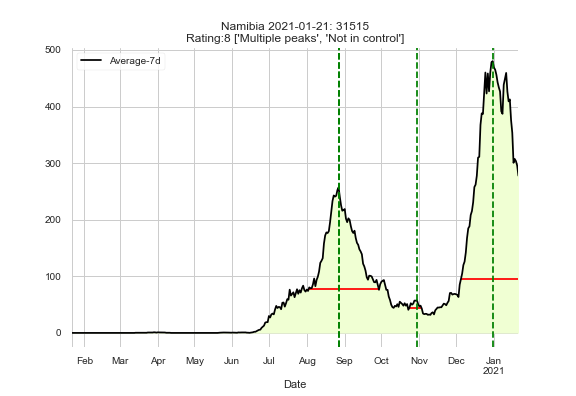 Namibia 2021-01-21: 31515
Rating:8 ['Multiple peaks', 'Not in control']
Average-7d
500
400
300
200
100
0
Feb Mar Apr May Jun Jul Aug Sep Oct Nov Dec Jan
2021
Date